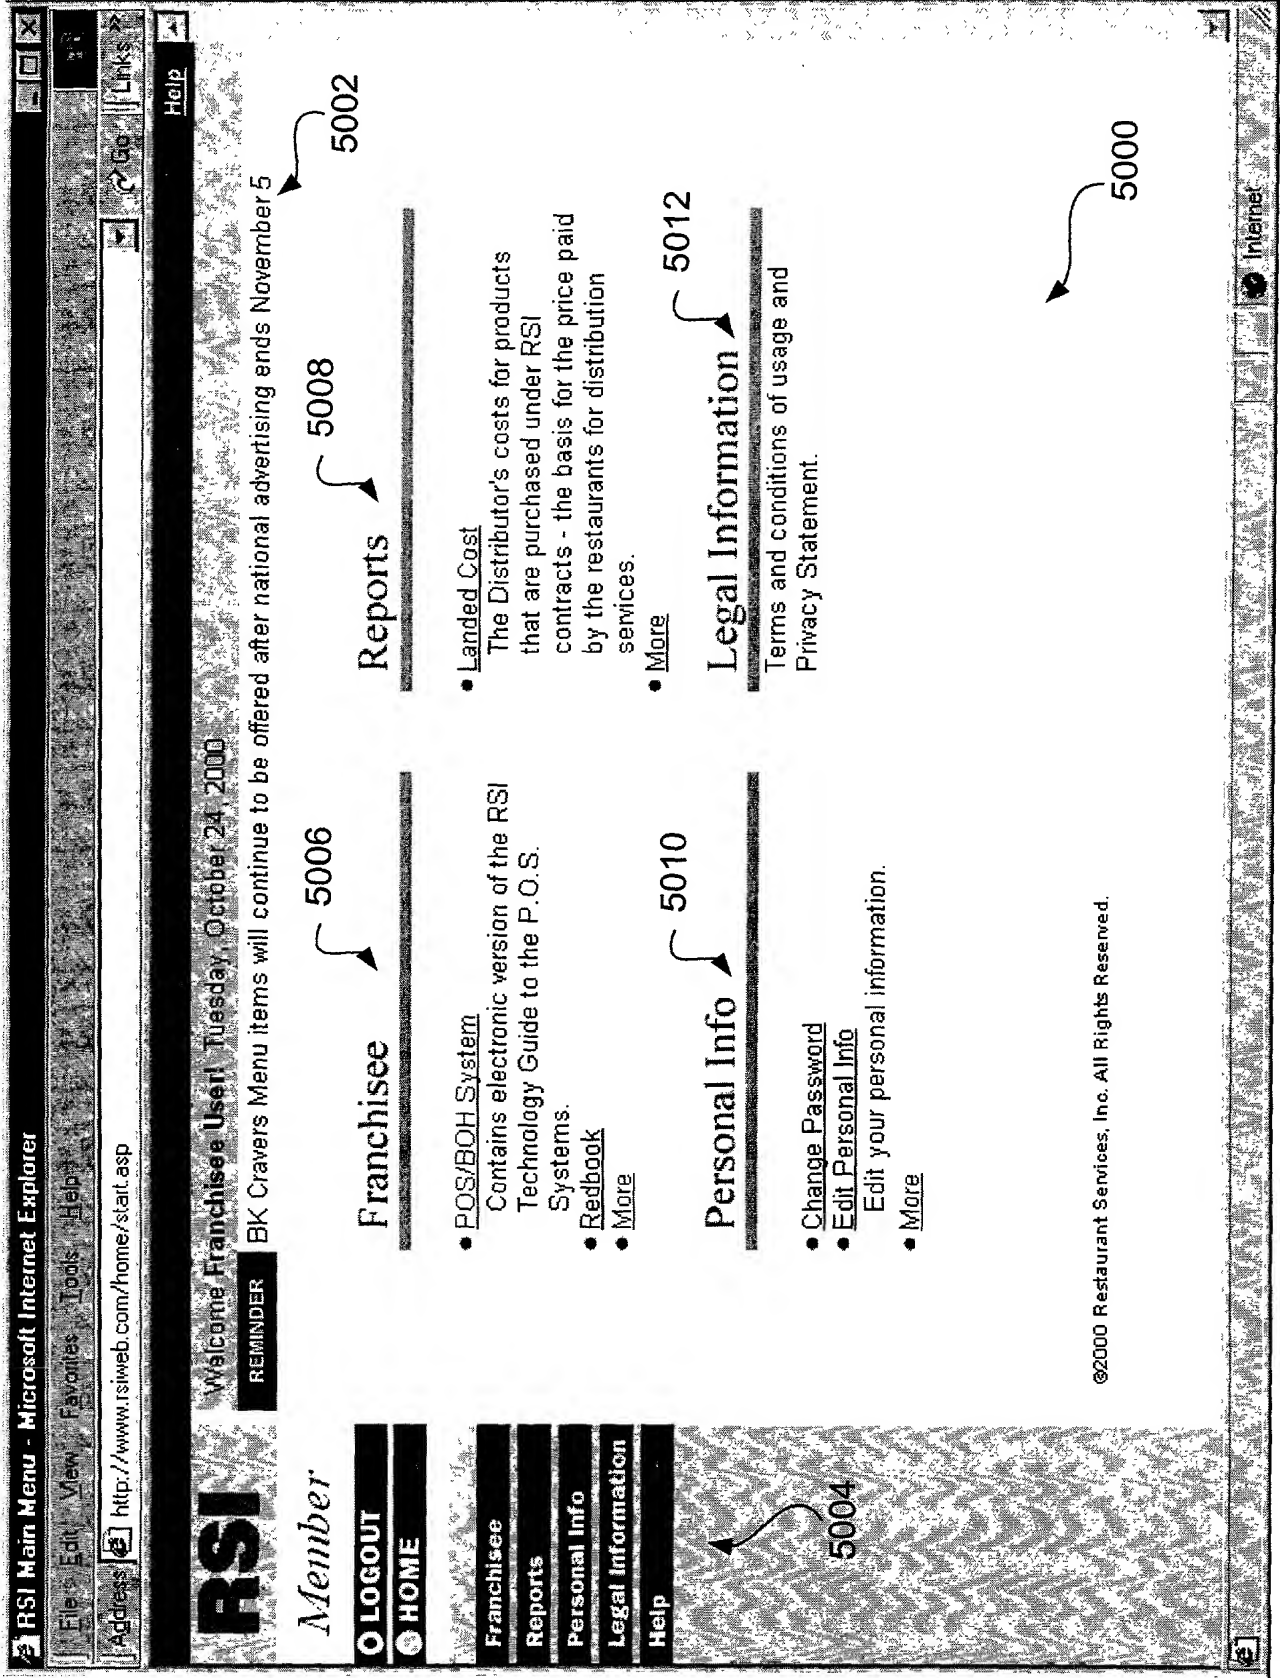 RSI Main Menu - Microsoft Internet Explorer
File Edit View Favorites Tools Help
Address http://www.rsiweb.com/home/start.asp Go Links »
Help
RSI
Welcome Franchisee User! Tuesday, October 24, 2000
REMINDER BK Cravers Menu items will continue to be offered after national advertising ends November 5
5002
Member
LOGOUT
HOME
Franchisee
Reports
Personal Info
Legal Information
Help
5004
5006
Franchisee
• POS/BOH System
Contains electronic version of the RSI
Technology Guide to the P.O.S.
Systems.
• Redbook
• More
5008
Reports
• Landed Cost
The Distributor's costs for products
that are purchased under RSI
contracts - the basis for the price paid
by the restaurants for distribution
services.
• More
5010
Personal Info
• Change Password
• Edit Personal Info
Edit your personal information.
• More
5012
Legal Information
Terms and conditions of usage and
Privacy Statement.
©2000 Restaurant Services, Inc. All Rights Reserved.
5000
Internet